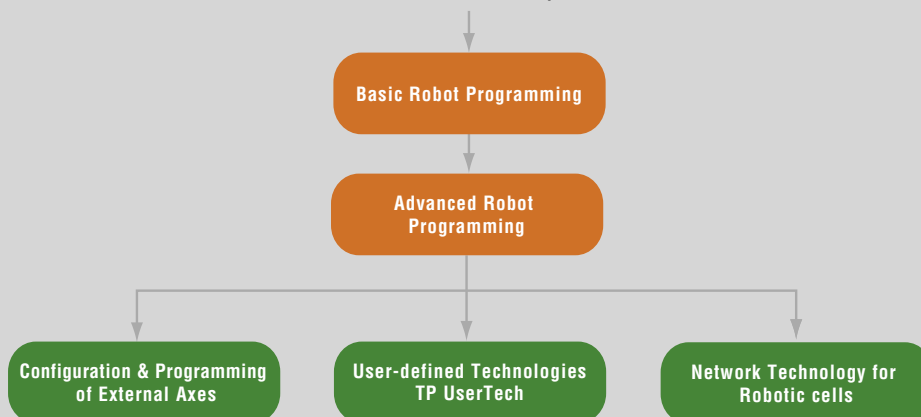 Basic Robot Programming
Advanced Robot
Programming
Configuration & Programming
of External Axes
User-defined Technologies
TP UserTech
Network Technology for
Robotic cells